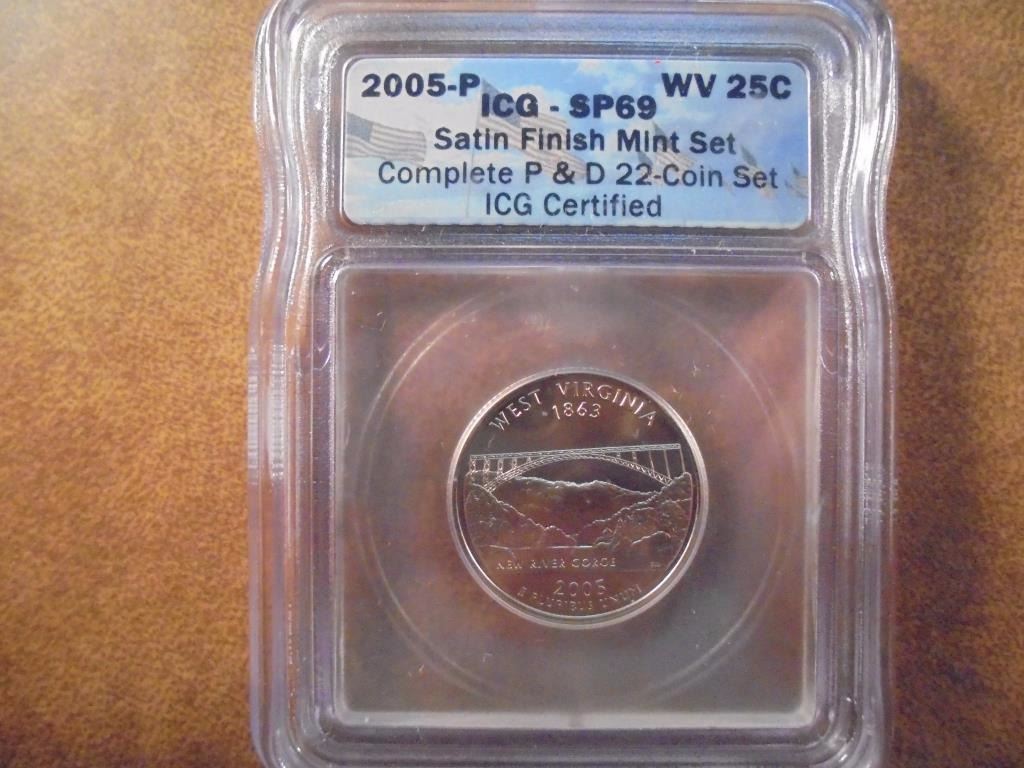 2005-P WV 25C
ICG - SP69
Satin Finish Mint Set
Complete P & D 22-Coin Set
ICG Certified
WEST VIRGINIA
1863
NEW RIVER GORGE
2005
E PLURIBUS UNUM